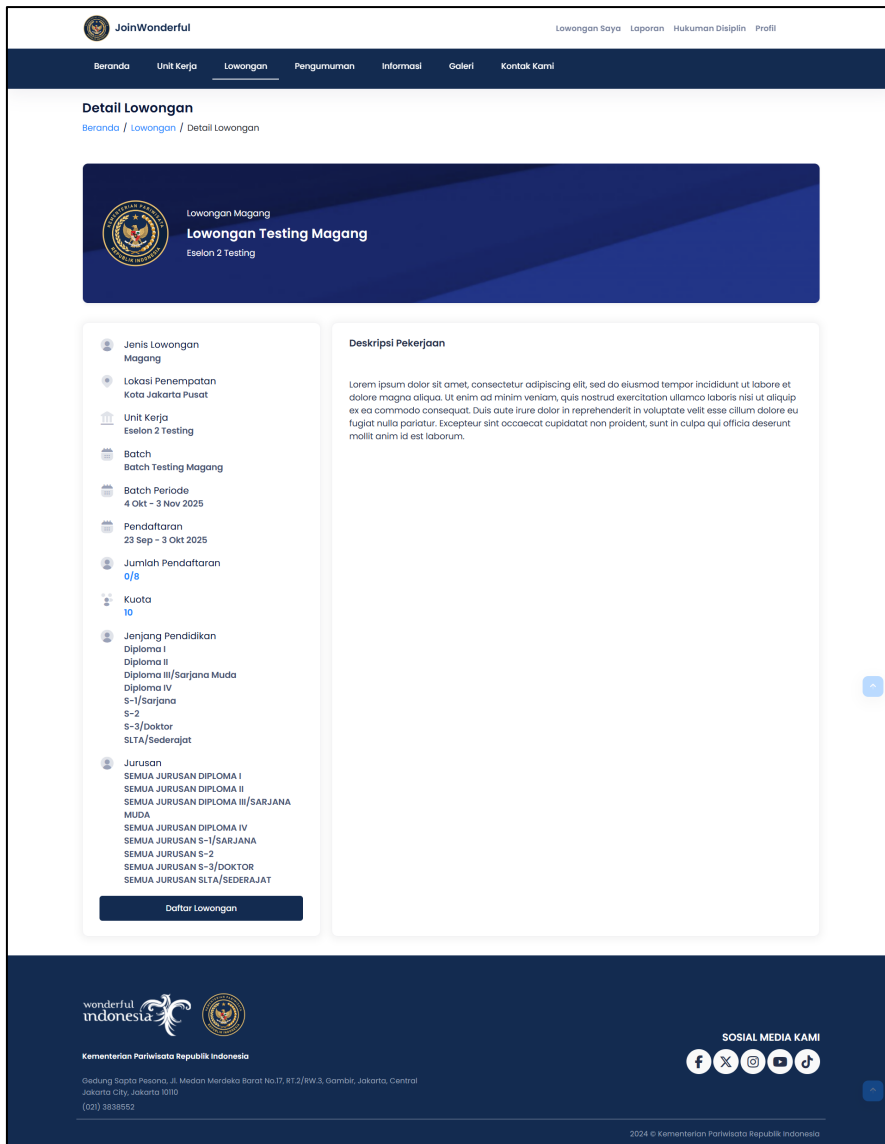 JoinWonderful
Lowongan Saya Laporan Hukuman Disiplin Profil
Beranda Unit Kerja Lowongan Pengumuman Informasi Galeri Kontak Kami
Detail Lowongan
Beranda / Lowongan / Detail Lowongan
KEMENTERIAN PARIWISATA
REPUBLIK INDONESIA
Lowongan Magang
Lowongan Testing Magang
Eselon 2 Testing
Jenis Lowongan
Magang
Lokasi Penempatan
Kota Jakarta Pusat
Unit Kerja
Eselon 2 Testing
Batch
Batch Testing Magang
Batch Periode
4 Okt - 3 Nov 2025
Pendaftaran
23 Sep - 3 Okt 2025
Jumlah Pendaftaran
0/8
Kuota
10
Jenjang Pendidikan
Diploma I
Diploma II
Diploma III/Sarjana Muda
Diploma IV
S-1/Sarjana
S-2
S-3/Doktor
SLTA/Sederajat
Jurusan
SEMUA JURUSAN DIPLOMA I
SEMUA JURUSAN DIPLOMA II
SEMUA JURUSAN DIPLOMA III/SARJANA
MUDA
SEMUA JURUSAN DIPLOMA IV
SEMUA JURUSAN S-1/SARJANA
SEMUA JURUSAN S-2
SEMUA JURUSAN S-3/DOKTOR
SEMUA JURUSAN SLTA/SEDERAJAT
Daftar Lowongan
Deskripsi Pekerjaan
Lorem ipsum dolor sit amet, consectetur adipiscing elit, sed do eiusmod tempor incididunt ut labore et
dolore magna aliqua. Ut enim ad minim veniam, quis nostrud exercitation ullamco laboris nisi ut aliquip
ex ea commodo consequat. Duis aute irure dolor in reprehenderit in voluptate velit esse cillum dolore eu
fugiat nulla pariatur. Excepteur sint occaecat cupidatat non proident, sunt in culpa qui officia deserunt
mollit anim id est laborum.
wonderful
indonesia
Kementerian Pariwisata Republik Indonesia
Gedung Sapta Pesona, Jl. Medan Merdeka Barat No.17, RT.2/RW.3, Gambir, Jakarta, Central
Jakarta City, Jakarta 10110
(021) 3838552
SOSIAL MEDIA KAMI
2024 © Kementerian Pariwisata Republik Indonesia